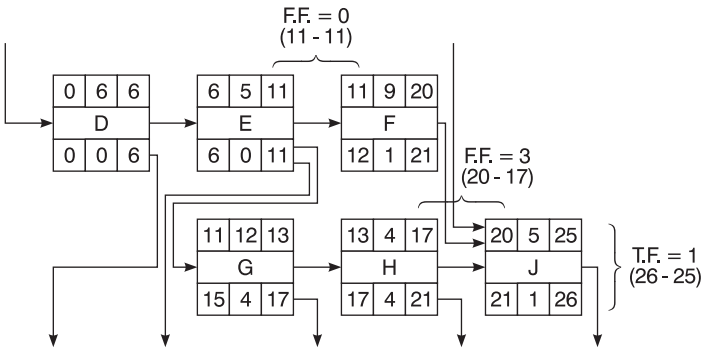 F.F. = 0
(11 - 11)
0 6 6
D
0 0 6
6 5 11
E
6 0 11
11 9 20
F
12 1 21
F.F. = 3
(20 - 17)
11 12 13
G
15 4 17
13 4 17
H
17 4 21
20 5 25
J
21 1 26
T.F. = 1
(26 - 25)